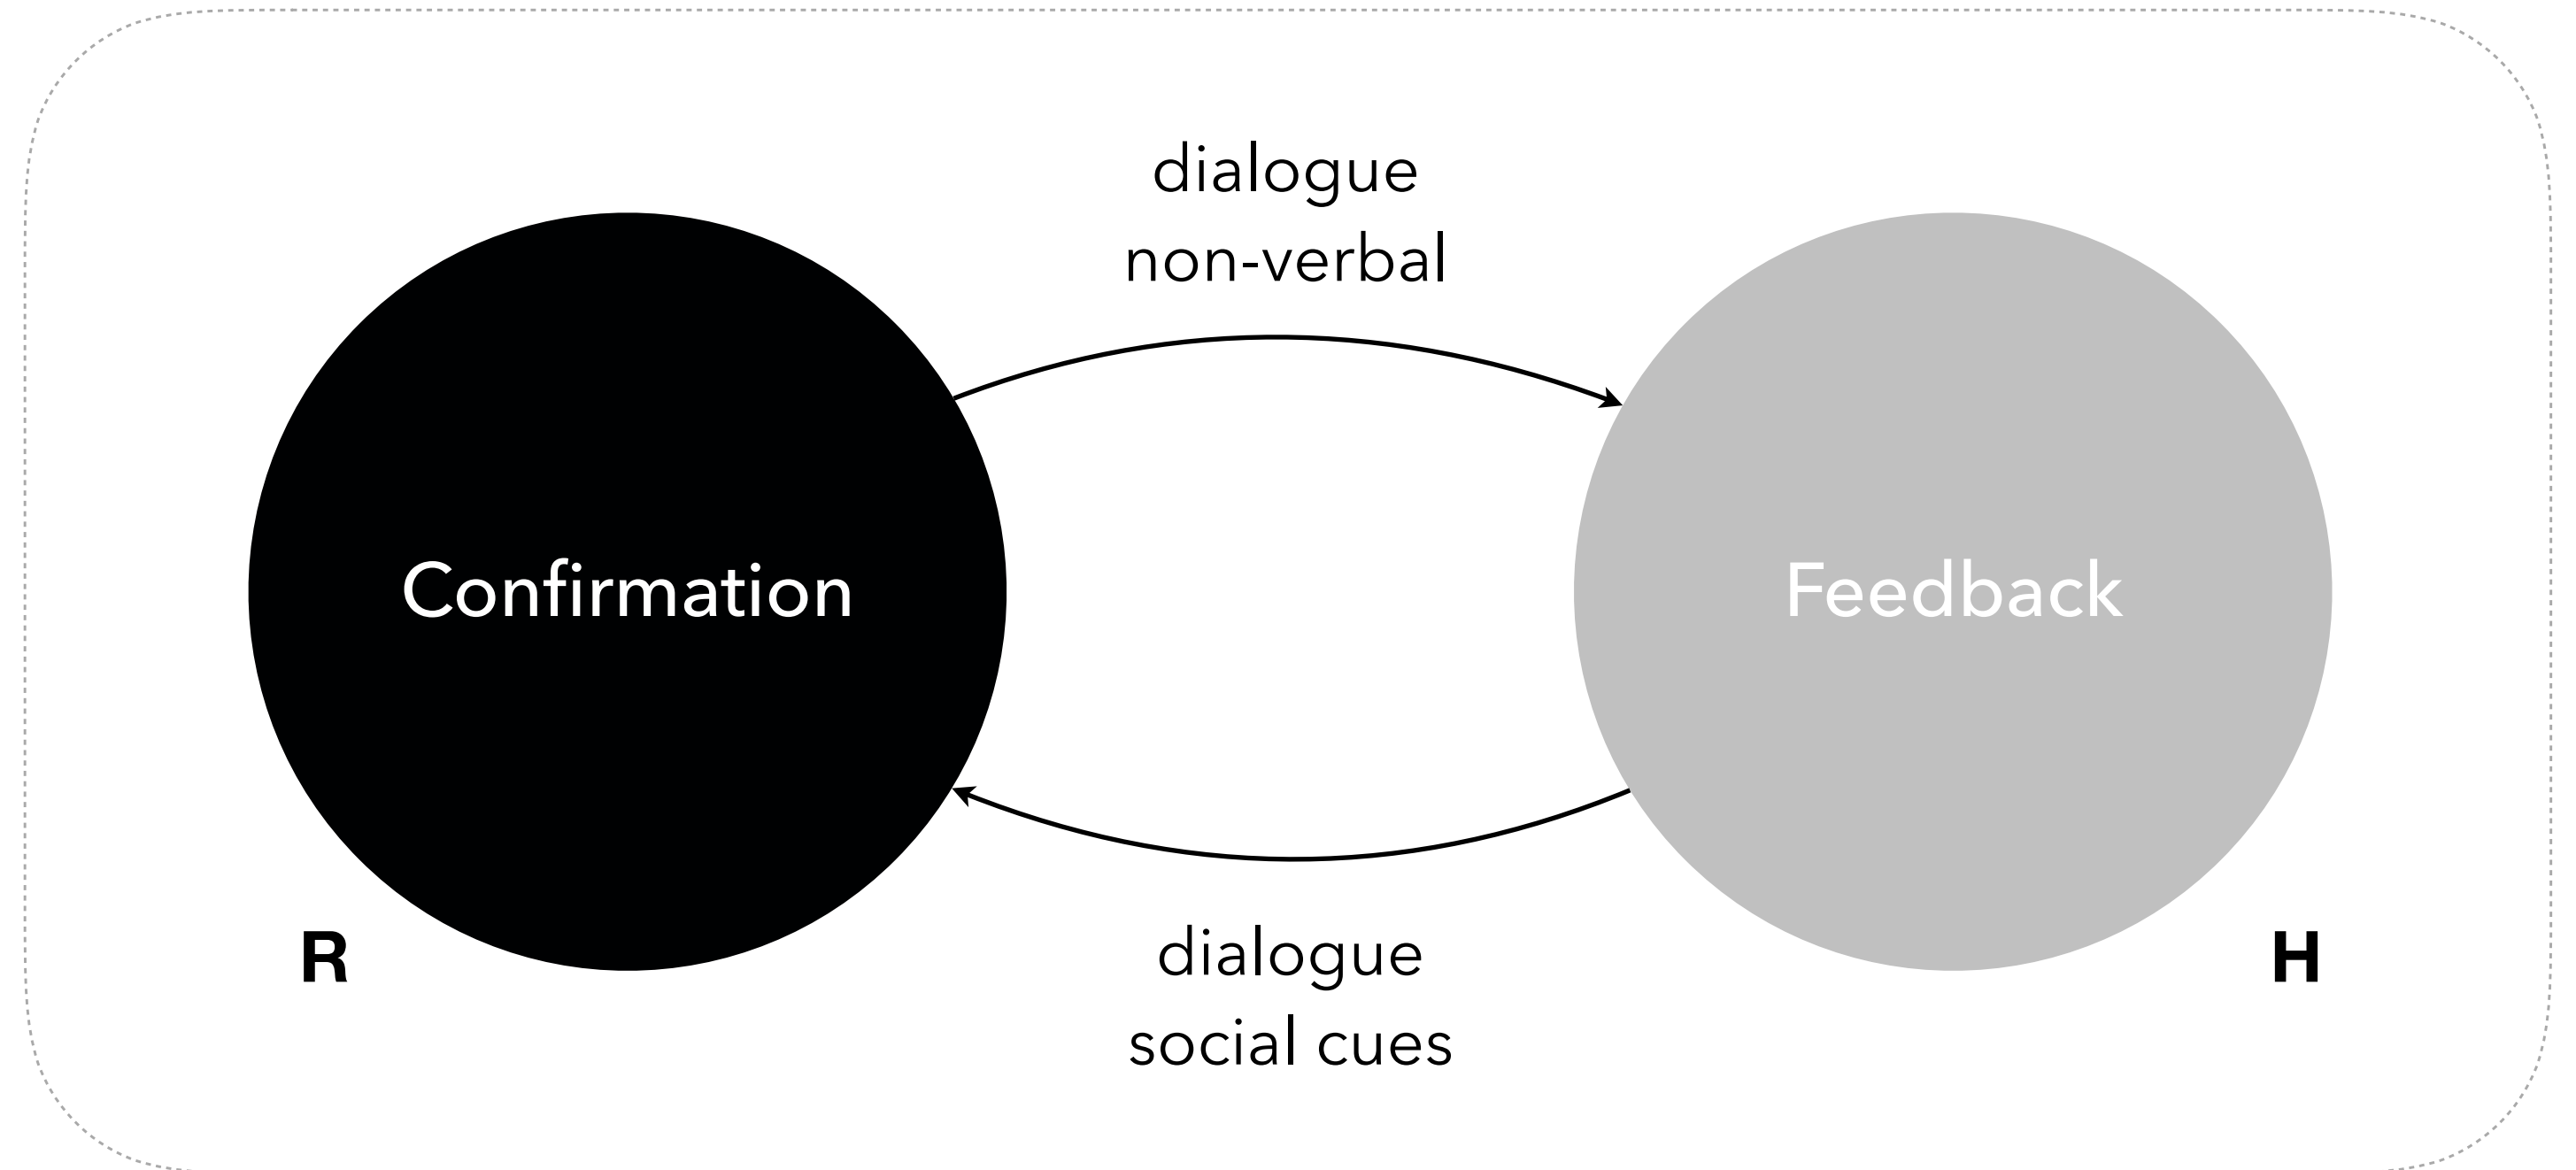 dialogue
non-verbal
Confirmation
Feedback
R
H
dialogue
social cues